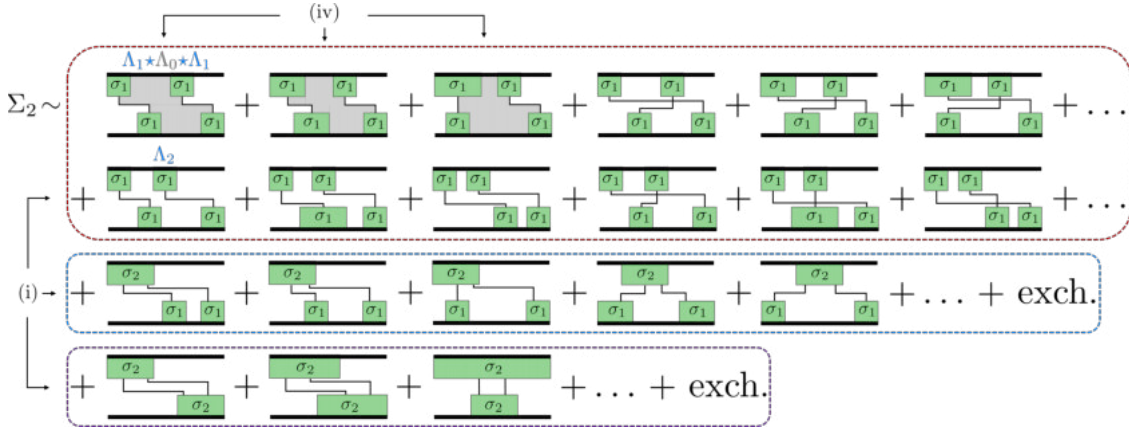 (iv)
Λ₁⋆Λ₀⋆Λ₁
Σ₂ ∼ σ₁ σ₁ σ₁ σ₁ + σ₁ σ₁ σ₁ σ₁ + σ₁ σ₁ σ₁ σ₁ + σ₁ σ₁ σ₁ σ₁ + σ₁ σ₁ σ₁ σ₁ + σ₁ σ₁ σ₁ σ₁ + ...
Λ₂
+ σ₁ σ₁ σ₁ σ₁ + σ₁ σ₁ σ₁ σ₁ + σ₁ σ₁ σ₁ σ₁ + σ₁ σ₁ σ₁ σ₁ + σ₁ σ₁ σ₁ σ₁ + σ₁ σ₁ σ₁ σ₁ + ...
(i) + σ₂ σ₁ σ₁ + σ₂ σ₁ σ₁ + σ₂ σ₁ σ₁ + σ₂ σ₁ σ₁ + σ₂ σ₁ σ₁ + ... + exch.
+ σ₂ σ₂ + σ₂ σ₂ + σ₂ σ₂ + ... + exch.